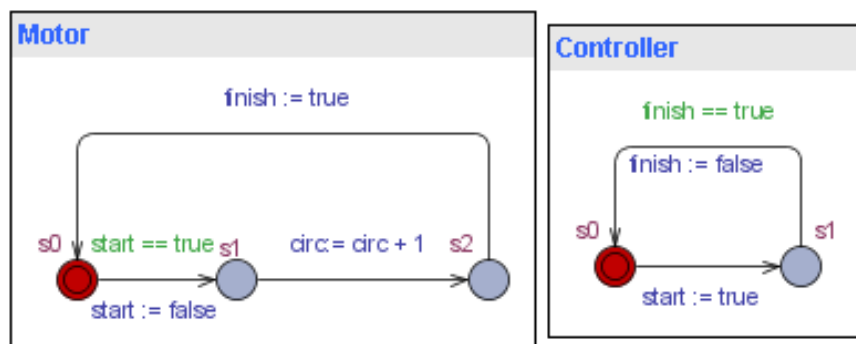 Motor
finish := true
s0
start == true
s1
circ:= circ + 1
s2
start := false
Controller
finish == true
finish := false
s0
s1
start := true